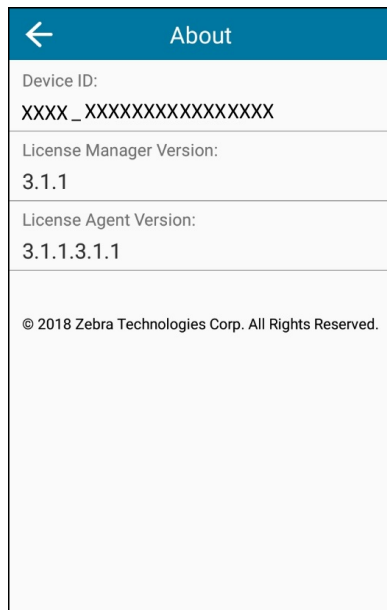 About
Device ID:
XXXX_XXXXXXXXXXXXXXXX
License Manager Version:
3.1.1
License Agent Version:
3.1.1.3.1.1
© 2018 Zebra Technologies Corp. All Rights Reserved.